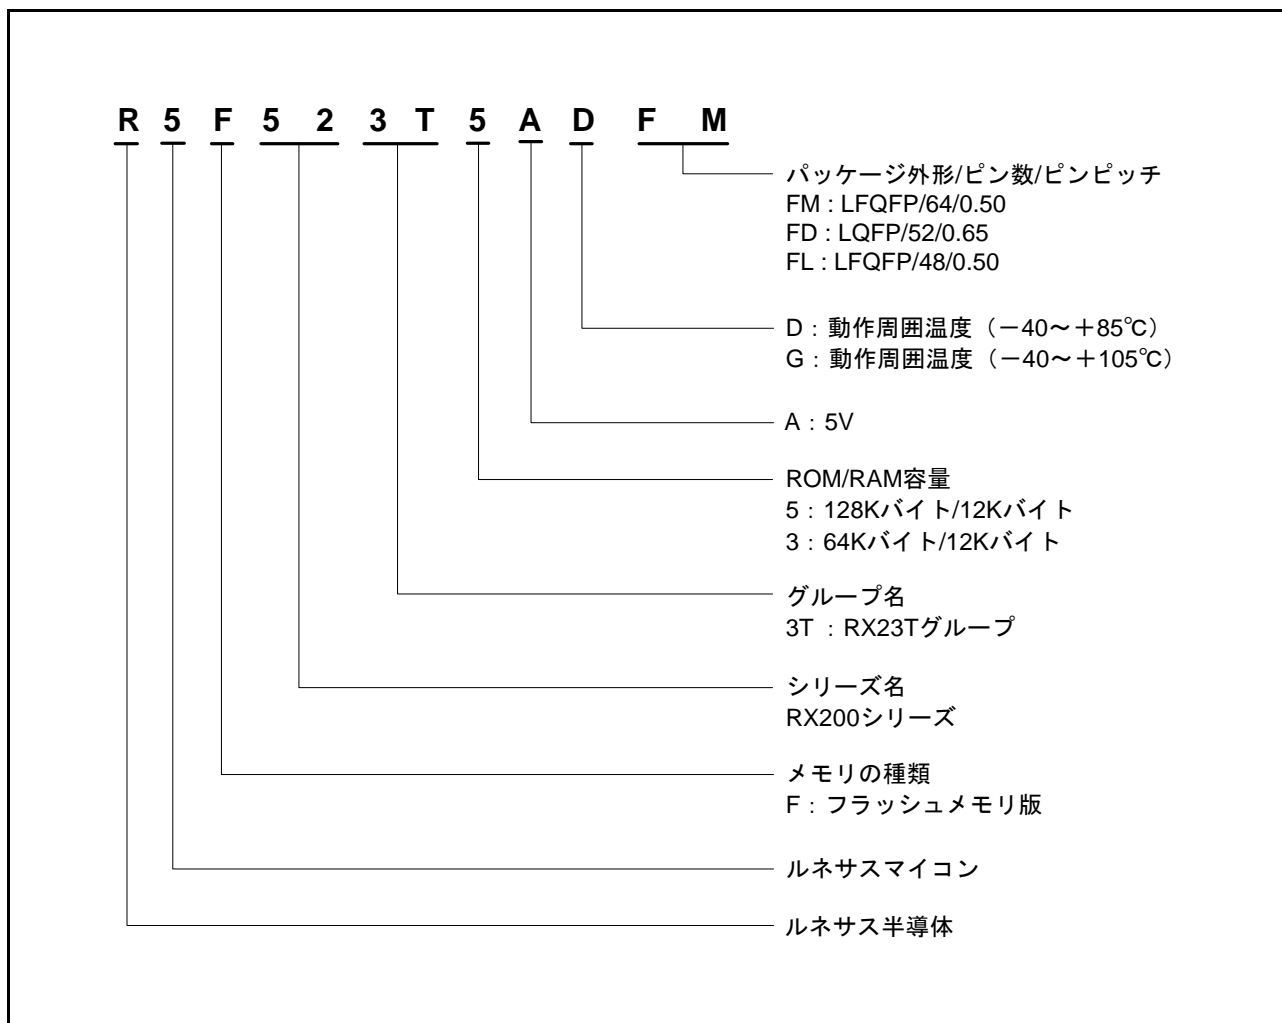 R 5 F 5 2 3 T 5 A D F M
パッケージ外形/ピン数/ピンピッチ
FM : LFQFP/64/0.50
FD : LQFP/52/0.65
FL : LFQFP/48/0.50
D : 動作周囲温度（－40～＋85℃）
G : 動作周囲温度（－40～＋105℃）
A : 5V
ROM/RAM容量
5 : 128Kバイト/12Kバイト
3 : 64Kバイト/12Kバイト
グループ名
3T : RX23Tグループ
シリーズ名
RX200シリーズ
メモリの種類
F : フラッシュメモリ版
ルネサスマイコン
ルネサス半導体